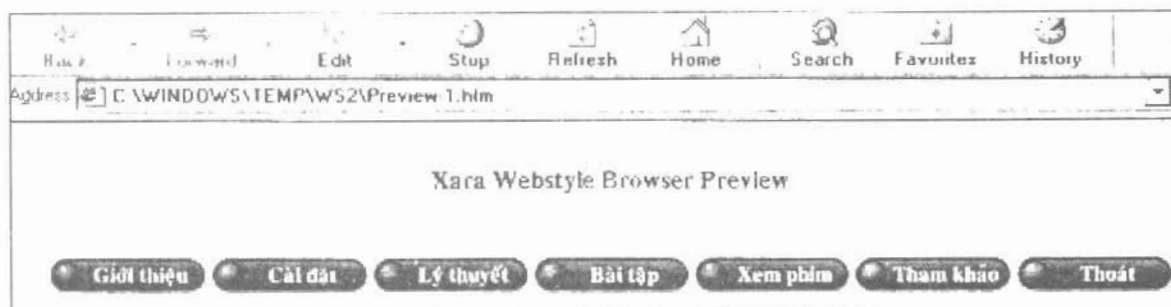 Back Forward Edit Stop Refresh Home Search Favorites History
Address C:\WINDOWS\TEMP\WS2\Preview-1.htm
Xara Webstyle Browser Preview
Giới thiệu Cài đặt Lý thuyết Bài tập Xem phim Tham khảo Thoát